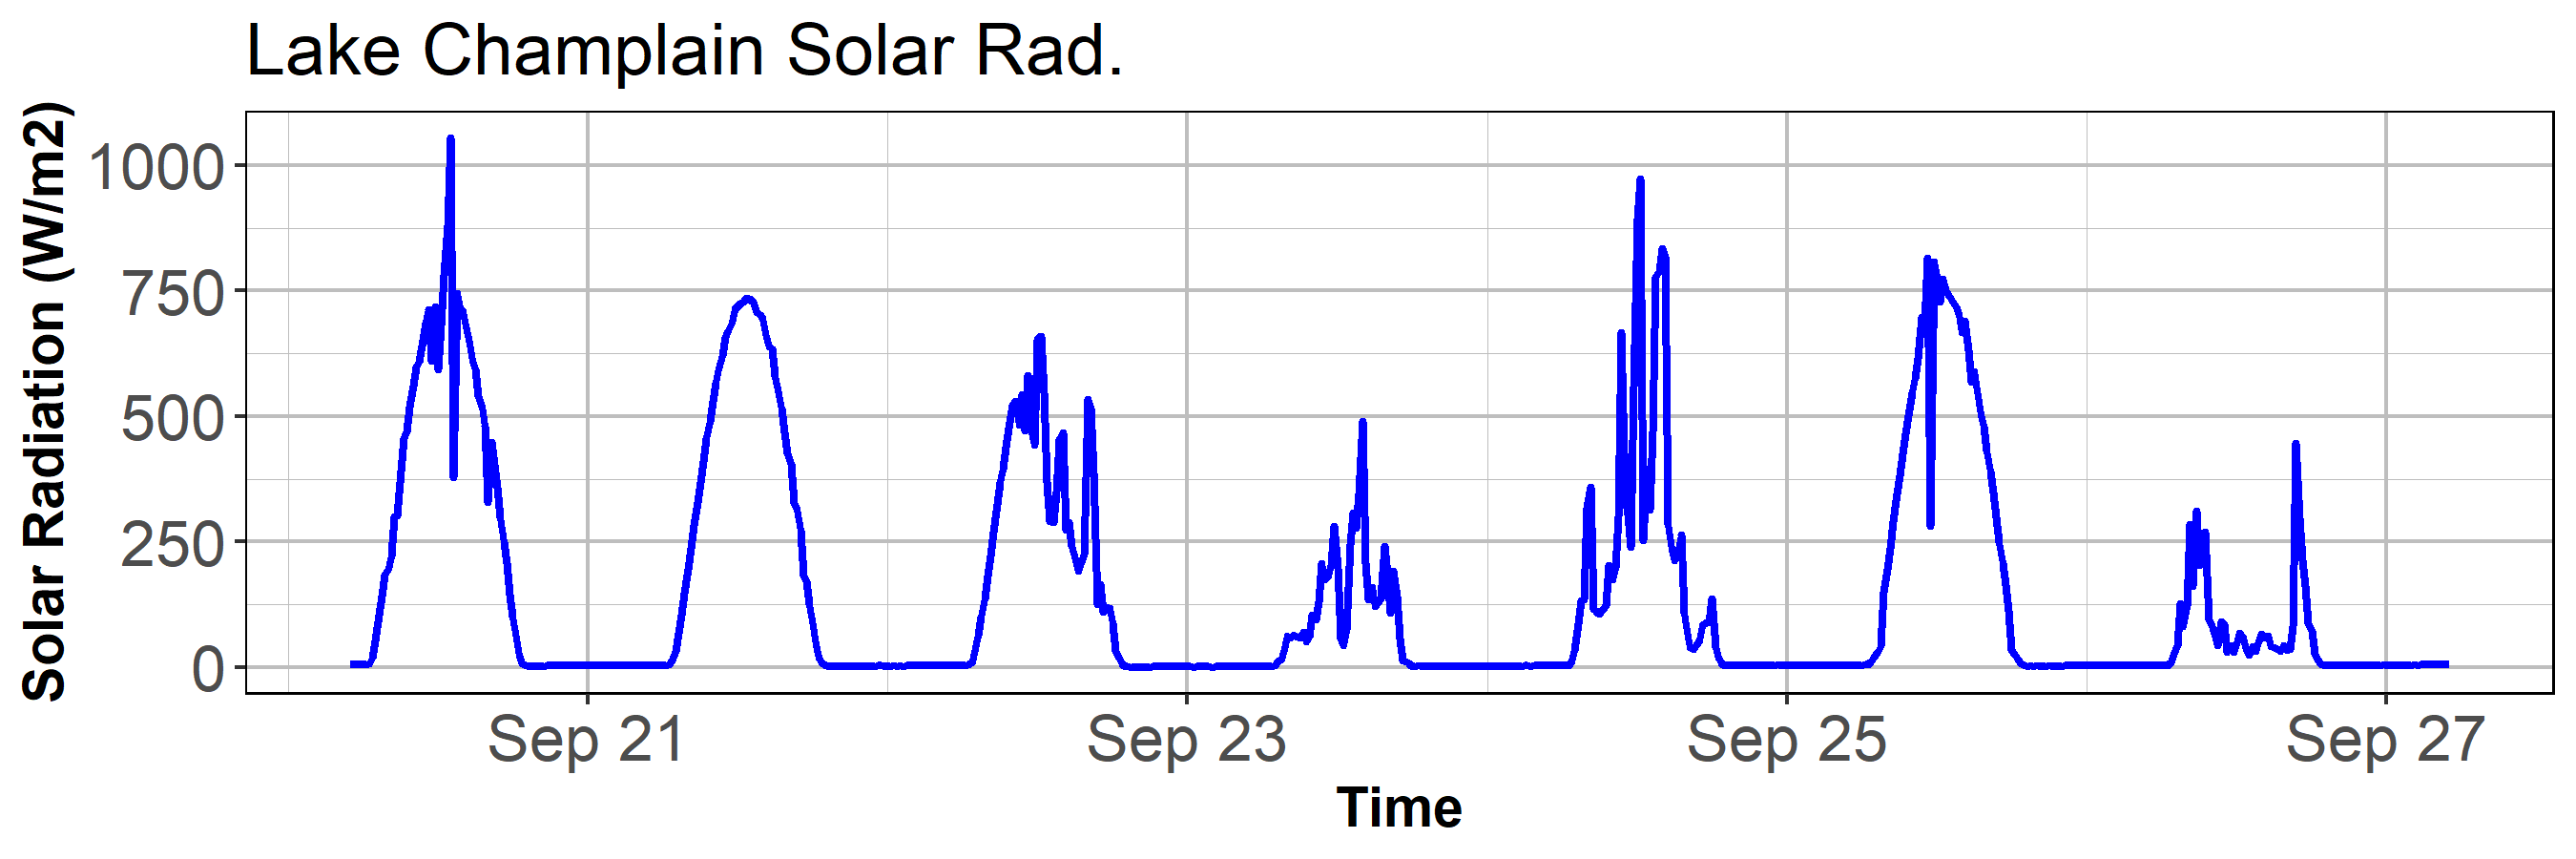 Lake Champlain Solar Rad.
Solar Radiation (W/m2)
1000
750
500
250
0
Sep 21
Sep 23
Sep 25
Sep 27
Time